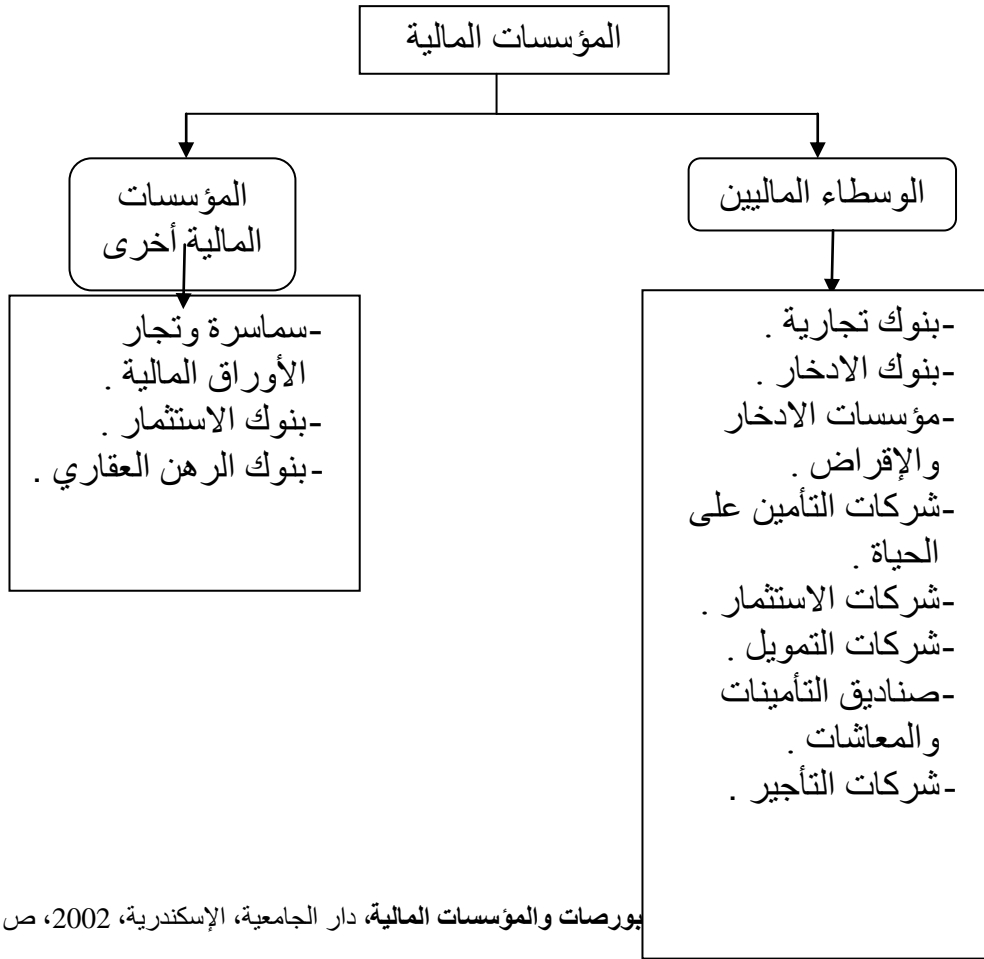 المؤسسات المالية
الوسطاء الماليين
-بنوك تجارية .
-بنوك الادخار .
-مؤسسات الادخار
والإقراض .
-شركات التأمين على
الحياة .
-شركات الاستثمار .
-شركات التمويل .
-صناديق التأمينات
والمعاشات .
-شركات التأجير .
المؤسسات
المالية أخرى
-سماسرة وتجار
الأوراق المالية .
-بنوك الاستثمار .
-بنوك الرهن العقاري .
بورصات والمؤسسات المالية، دار الجامعية، الإسكندرية، 2002، ص